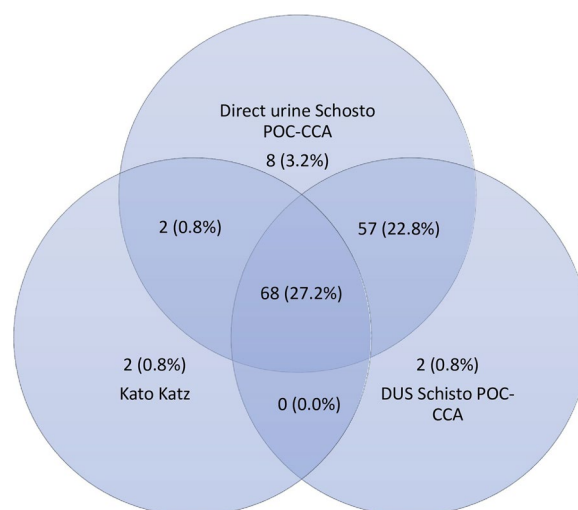 Direct urine Schosto
POC-CCA
8 (3.2%)
2 (0.8%)
57 (22.8%)
68 (27.2%)
2 (0.8%)
Kato Katz
2 (0.8%)
DUS Schisto POC-
CCA
0 (0.0%)